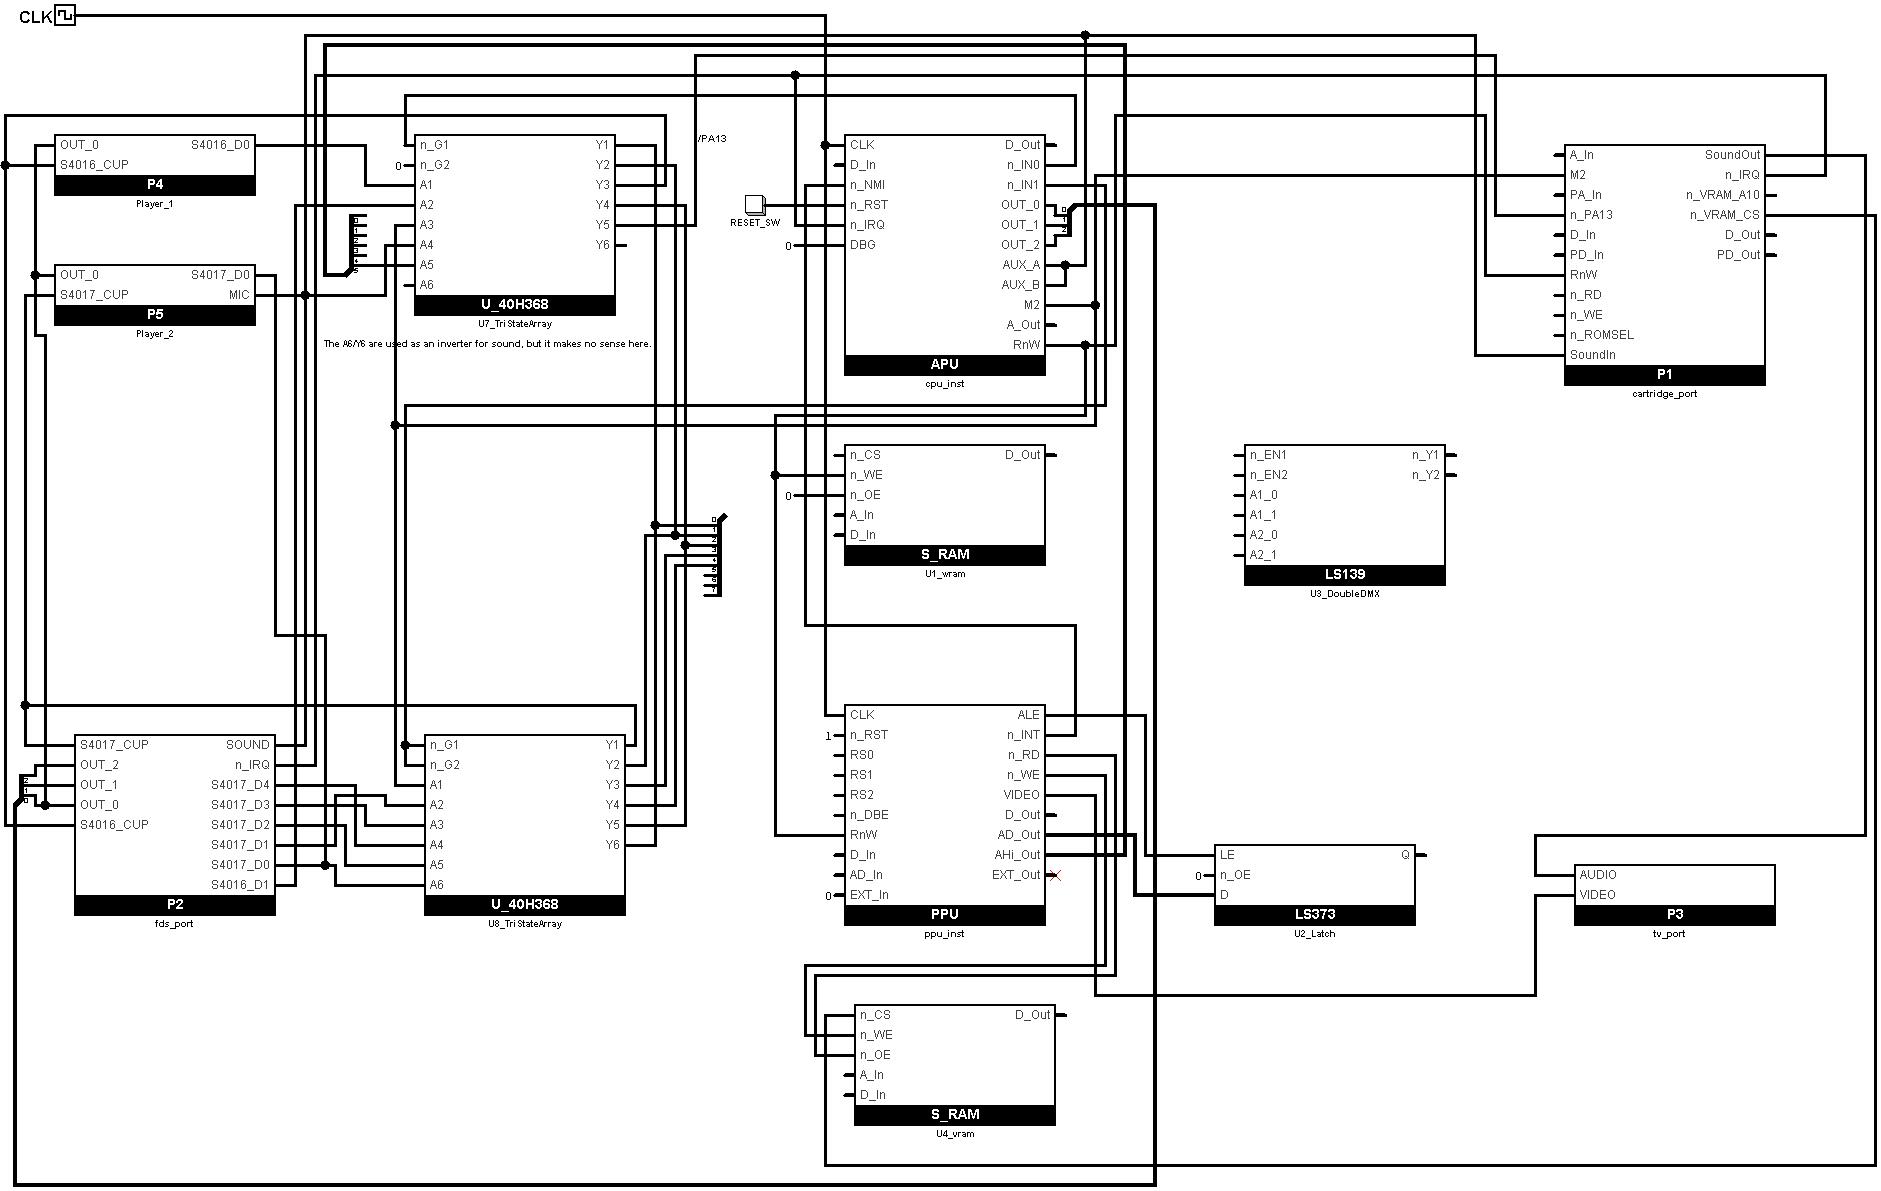 CLK
OUT_0 S4016_D0
S4016_CUP
P4
Player_1
OUT_0 S4017_D0
S4017_CUP MIC
P5
Player_2
n_G1 Y1
0 n_G2 Y2
A1 Y3
A2 Y4
A3 Y5
A4 Y6
A5
A6
U_40H368
U7_TriStateArray
The A6/Y6 are used as an inverter for sound, but it makes no sense here.
/PA13
RESET_SW
CLK D_Out
D_In n_IN0
n_NMI n_IN1
n_RST OUT_0
n_IRQ OUT_1
0 DBG OUT_2
AUX_A
AUX_B
M2
A_Out
RnW
APU
cpu_inst
A_In SoundOut
M2 n_IRQ
PA_In n_VRAM_A10
n_PA13 n_VRAM_CS
D_In D_Out
PD_In PD_Out
RnW
n_RD
n_WE
n_ROMSEL
SoundIn
P1
cartridge_port
n_CS D_Out
n_WE
0 n_OE
A_In
D_In
S_RAM
U1_wram
n_EN1 n_Y1
n_EN2 n_Y2
A1_0
A1_1
A2_0
A2_1
LS139
U3_DoubleDMX
S4017_CUP SOUND
OUT_2 n_IRQ
OUT_1 S4017_D4
OUT_0 S4017_D3
S4016_CUP S4017_D2
S4017_D1
S4017_D0
S4016_D1
P2
fds_port
n_G1 Y1
n_G2 Y2
A1 Y3
A2 Y4
A3 Y5
A4 Y6
A5
A6
U_40H368
U8_TriStateArray
CLK ALE
1 n_RST n_INT
RS0 n_RD
RS1 n_WE
RS2 VIDEO
n_DBE D_Out
RnW AD_Out
D_In AHi_Out
AD_In EXT_Out
0 EXT_In
PPU
ppu_inst
LE Q
0 n_OE
D
LS373
U2_Latch
AUDIO
VIDEO
P3
tv_port
n_CS D_Out
n_WE
n_OE
A_In
D_In
S_RAM
U4_vram